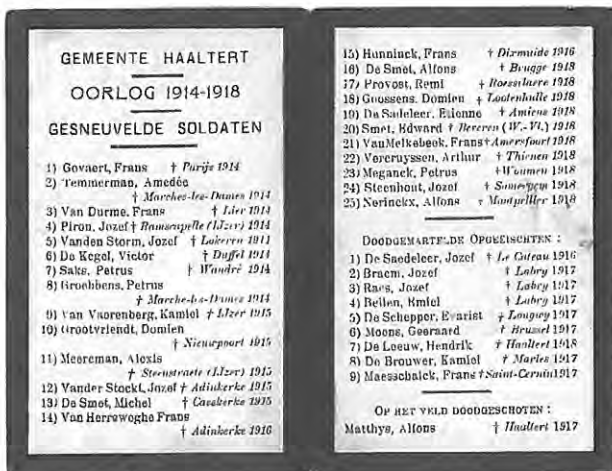 GEMEENTE HAALTERT
OORLOG 1914-1918
GESNEUVELDE SOLDATEN
1) Govaert, Frans † Parijs 1914
2) Temmerman, Amedée
† Marches-les-Dames 1914
3) Van Durme, Frans † Lier 1914
4) Piron, Jozef † Ramscapelle (IJzer) 1914
5) Vanden Storm, Jozef † Lokeren 1914
6) De Kegel, Victor † Duffel 1914
7) Saks, Petrus † Wandré 1914
8) Groebbens, Petrus
† Marche-les-Dames 1914
9) Van Vaerenberg, Kamiel † IJzer 1915
10) Grootvriendt, Domien
† Nieuwpoort 1915
11) Meereman, Alexis
† Steenstraete (IJzer) 1915
12) Vander Stockt, Jozef † Adinkerke 1915
13) De Smet, Michel † Caeskerke 1915
14) Van Herreweghe Frans
† Adinkerke 1916
15) Hunninck, Frans † Dixmuide 1916
16) De Smet, Alfons † Brugge 1918
17) Provost, Remi † Roesselaere 1918
18) Goossens, Domien † Lootenhulle 1918
19) De Sadeleer, Etienne † Amiens 1918
20) Smet, Edward † Beveren (W.-Vl.) 1918
21) VanMelkebeek, Frans † Amersfoort 1918
22) Vercruyssen, Arthur † Thienen 1918
23) Meganck, Petrus † Woumen 1918
24) Steenhout, Jozef † 1918
25) Nerinckx, Alfons † Montpellier 1918
DOODGEMARTELDE OPGEEISCHTEN :
1) De Saedeleer, Jozef † Le Cateau 1916
2) Braem, Jozef † Labry 1917
3) Raes, Jozef † Labry 1917
4) Bellen, Emiel † Labry 1917
5) De Schepper, Evarist † Longwy 1917
6) Moens, Geeraard † Brussel 1917
7) De Leeuw, Hendrik † Haaltert 1918
8) De Brouwer, Kamiel † Marles 1917
9) Maesschalck, Frans † Saint-Cernin 1917
OP HET VELD DOODGESCHOTEN :
Matthys, Alfons † Haaltert 1917